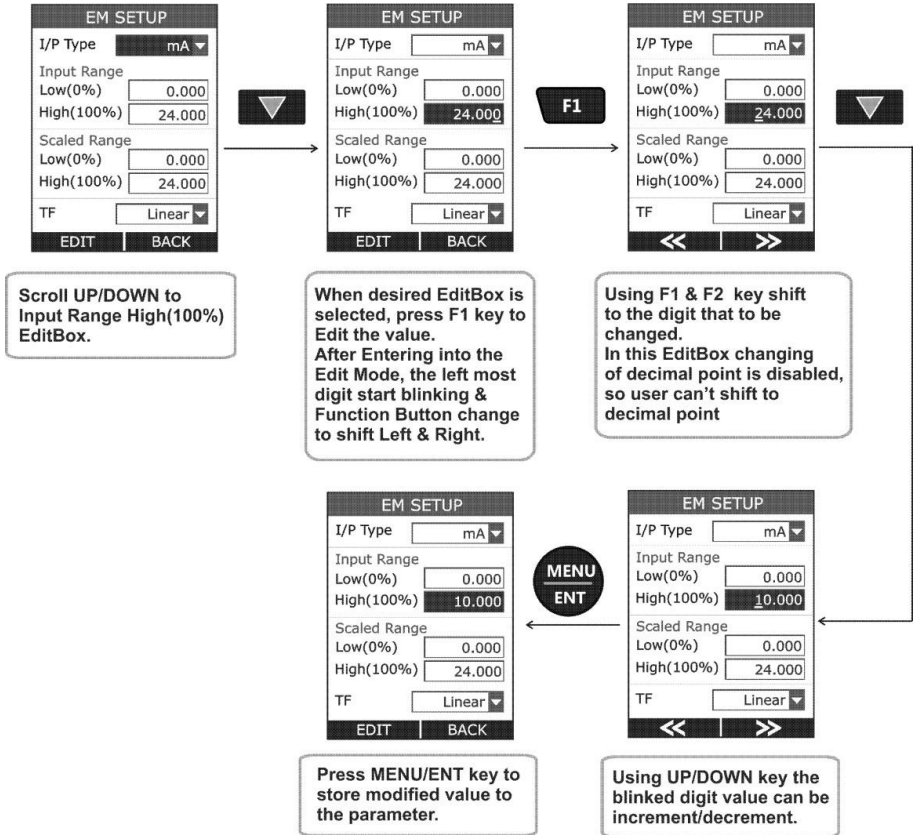 EM SETUP
I/P Type mA
Input Range
Low(0%) 0.000
High(100%) 24.000
Scaled Range
Low(0%) 0.000
High(100%) 24.000
TF Linear
EDIT BACK
Scroll UP/DOWN to
Input Range High(100%)
EditBox.
EM SETUP
I/P Type mA
Input Range
Low(0%) 0.000
High(100%) 24.000
Scaled Range
Low(0%) 0.000
High(100%) 24.000
TF Linear
EDIT BACK
When desired EditBox is
selected, press F1 key to
Edit the value.
After Entering into the
Edit Mode, the left most
digit start blinking &
Function Button change
to shift Left & Right.
F1
EM SETUP
I/P Type mA
Input Range
Low(0%) 0.000
High(100%) 24.000
Scaled Range
Low(0%) 0.000
High(100%) 24.000
TF Linear
<< >>
Using F1 & F2 key shift
to the digit that to be
changed.
In this EditBox changing
of decimal point is disabled,
so user can't shift to
decimal point
EM SETUP
I/P Type mA
Input Range
Low(0%) 0.000
High(100%) 10.000
Scaled Range
Low(0%) 0.000
High(100%) 24.000
TF Linear
<< >>
Using UP/DOWN key the
blinked digit value can be
increment/decrement.
MENU
ENT
EM SETUP
I/P Type mA
Input Range
Low(0%) 0.000
High(100%) 10.000
Scaled Range
Low(0%) 0.000
High(100%) 24.000
TF Linear
EDIT BACK
Press MENU/ENT key to
store modified value to
the parameter.